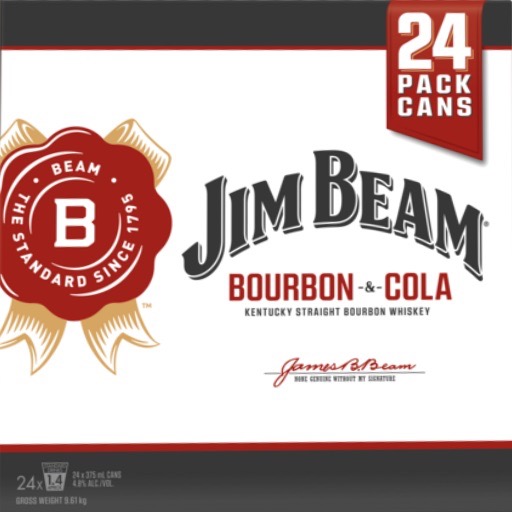 24
PACK
CANS
BEAM
THE STANDARD SINCE 1795
B
TM
JIM BEAM®
BOURBON -&- COLA
KENTUCKY STRAIGHT BOURBON WHISKEY
James B. Beam
NONE GENUINE WITHOUT MY SIGNATURE
24x
1.4
24 x 375 mL CANS
4.8% ALC./VOL.
GROSS WEIGHT 9.61 kg